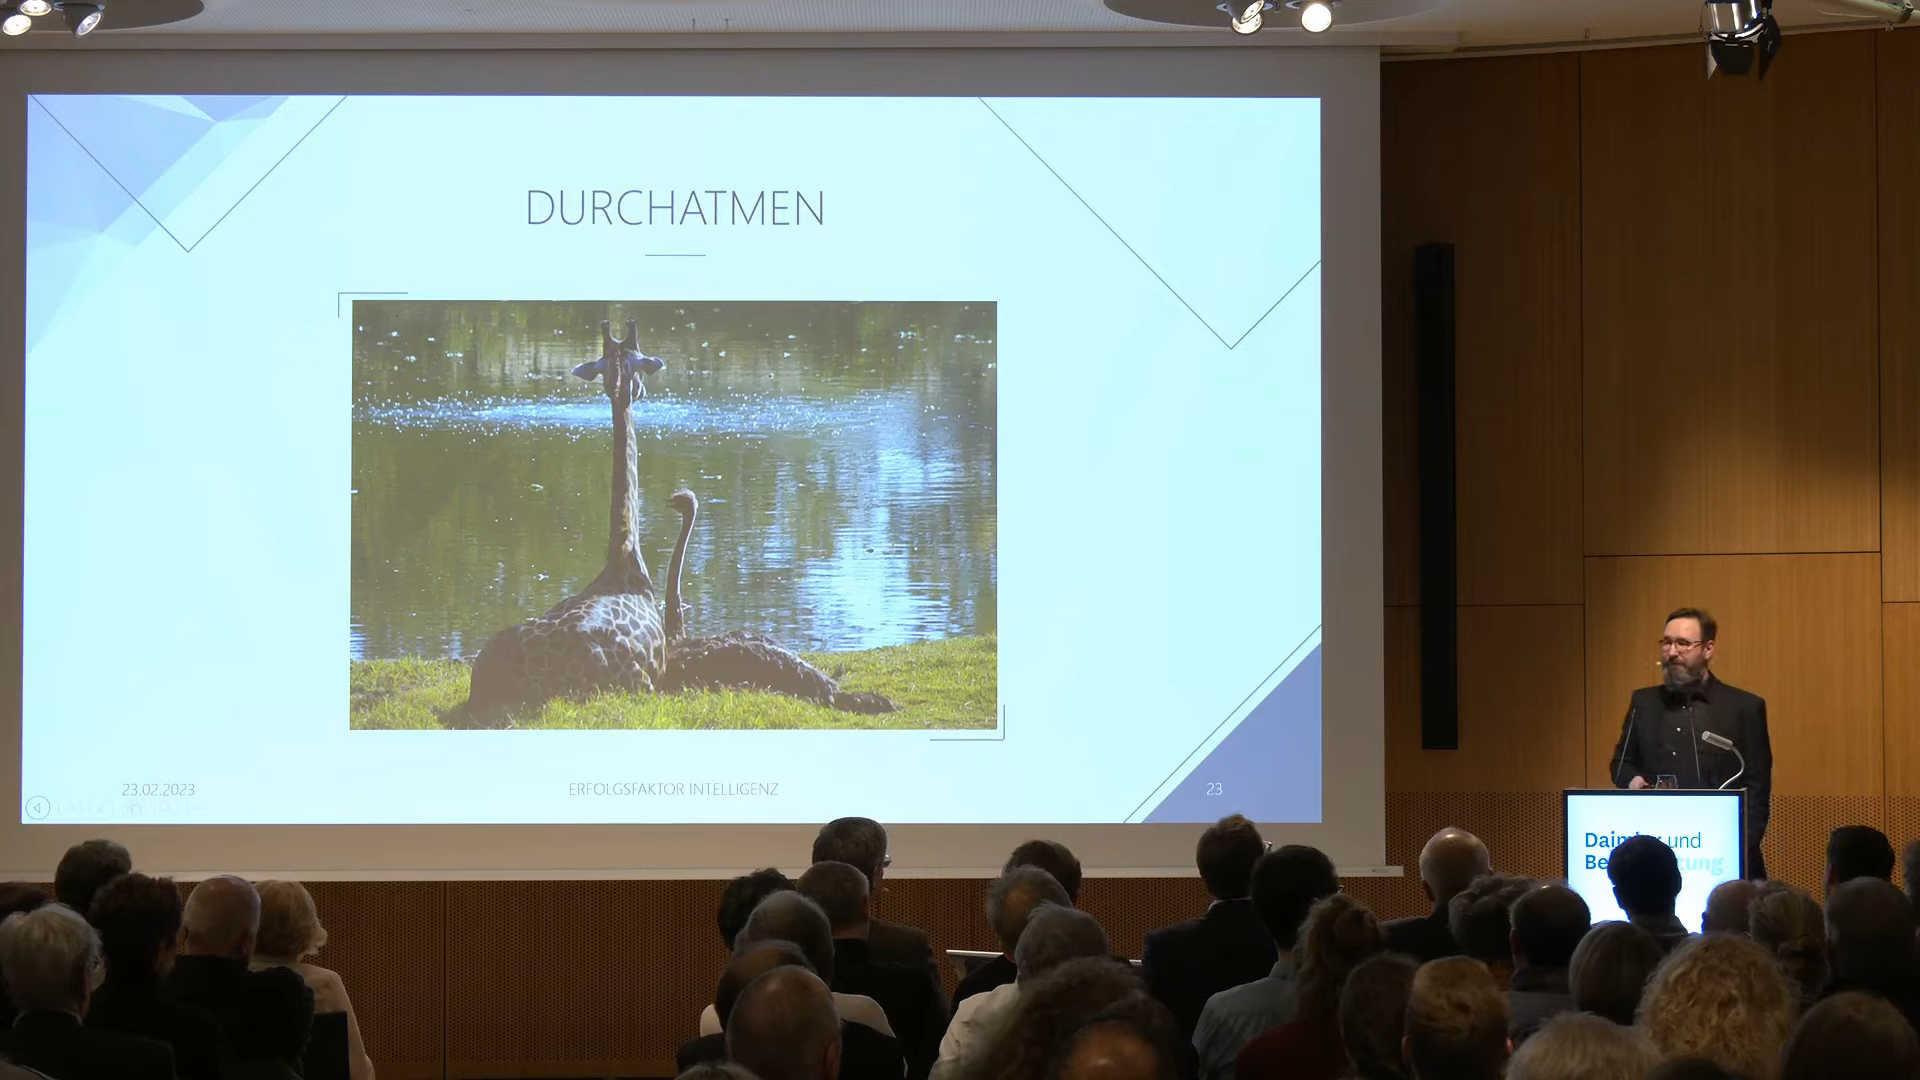 DURCHATMEN
23.02.2023
ERFOLGSFAKTOR INTELLIGENZ
23
und